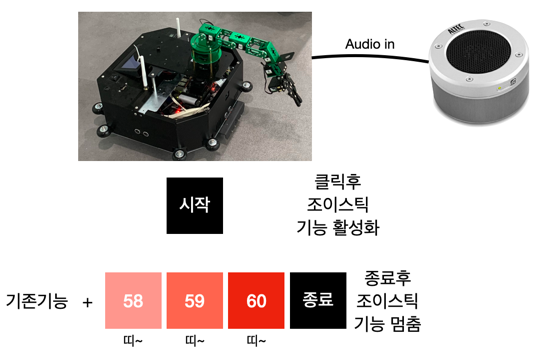 Audio in
ALTEC
시작
클릭후
조이스틱
기능 활성화
기존기능 + 58 59 60 종료
종료후
조이스틱
기능 멈춤
띠~ 띠~ 띠~